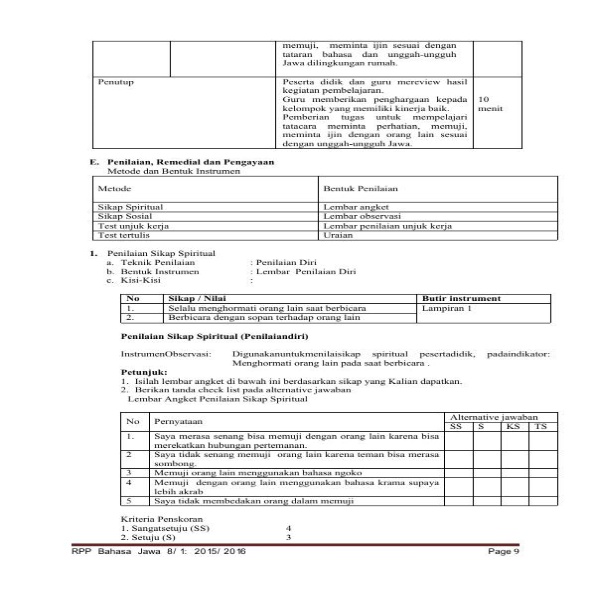 memuji, meminta ijin sesuai dengan
tataran bahasa dan unggah-ungguh
Jawa dilingkungan rumah.
Penutup
Peserta didik dan guru mereview hasil
kegiatan pembelajaran.
Guru memberikan penghargaan kepada
kelompok yang memiliki kinerja baik.
Pemberian tugas untuk mempelajari
tatacara meminta perhatian, memuji,
meminta ijin dengan orang lain sesuai
dengan unggah-ungguh Jawa.
10
menit
E. Penilaian, Remedial dan Pengayaan
Metode dan Bentuk Instrumen
Metode Bentuk Penilaian
Sikap Spiritual Lembar angket
Sikap Sosial Lembar observasi
Test unjuk kerja Lembar penilaian unjuk kerja
Test tertulis Uraian
1. Penilaian Sikap Spiritual
a. Teknik Penilaian : Penilaian Diri
b. Bentuk Instrumen : Lembar Penilaian Diri
c. Kisi-Kisi :
No Sikap / Nilai Butir instrument
1. Selalu menghormati orang lain saat berbicara Lampiran 1
2. Berbicara dengan sopan terhadap orang lain
Penilaian Sikap Spiritual (Penilaiandiri)
InstrumenObservasi: Digunakanuntukmenilaisikap spiritual pesertadidik, padaindikator:
Menghormati orang lain pada saat berbicara .
Petunjuk:
1. Isilah lembar angket di bawah ini berdasarkan sikap yang Kalian dapatkan.
2. Berikan tanda check list pada alternative jawaban
Lembar Angket Penilaian Sikap Spiritual
No Pernyataan Alternative jawaban
SS S KS TS
1. Saya merasa senang bisa memuji dengan orang lain karena bisa
merekatkan hubungan pertemanan.
2 Saya tidak senang memuji orang lain karena teman bisa merasa
sombong.
3 Memuji orang lain menggunakan bahasa ngoko
4 Memuji dengan orang lain menggunakan bahasa krama supaya
lebih akrab
5 Saya tidak membedakan orang dalam memuji
Kriteria Penskoran
1. Sangatsetuju (SS) 4
2. Setuju (S) 3
RPP Bahasa Jawa 8/ 1: 2015/ 2016 Page 9